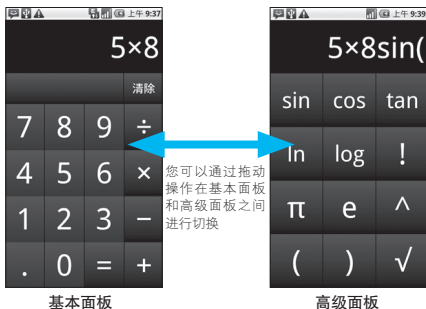 上午 9:37
5×8
清除
7 8 9 ÷
4 5 6 ×
1 2 3 −
. 0 = +
基本面板
您可以通过拖动
操作在基本面板
和高级面板之间
进行切换
上午 9:39
5×8sin(
sin cos tan
ln log !
π e ^
( ) √
高级面板